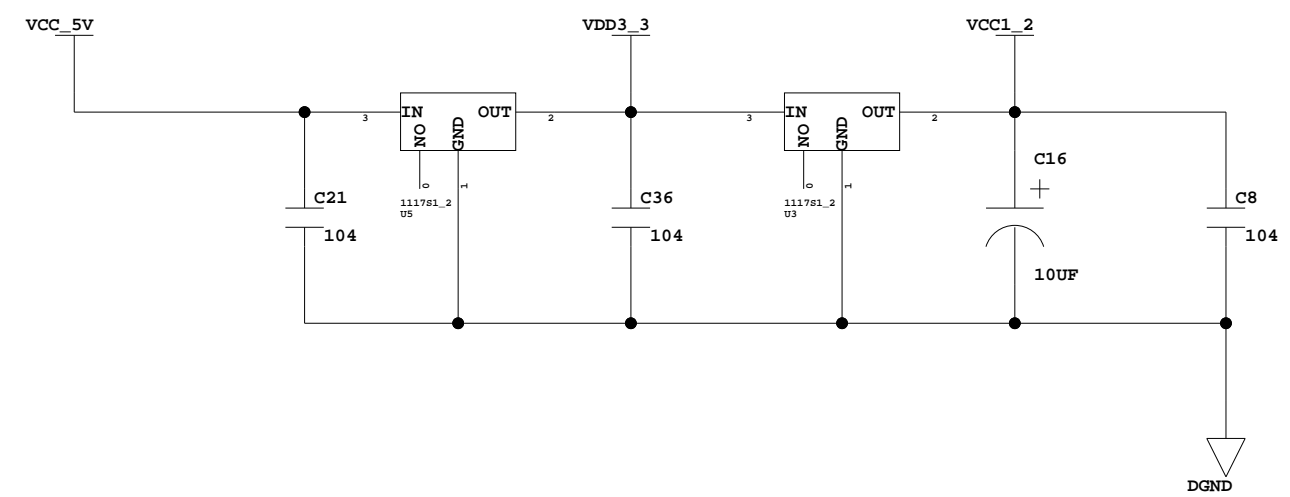 VCC_5V
VDD3_3
VCC1_2
3
IN
OUT
NO
GND
2
3
IN
OUT
NO
GND
2
0
1
0
1
C16
C21
104
1117S1_2
U5
C36
104
1117S1_2
U3
C8
104
10UF
DGND